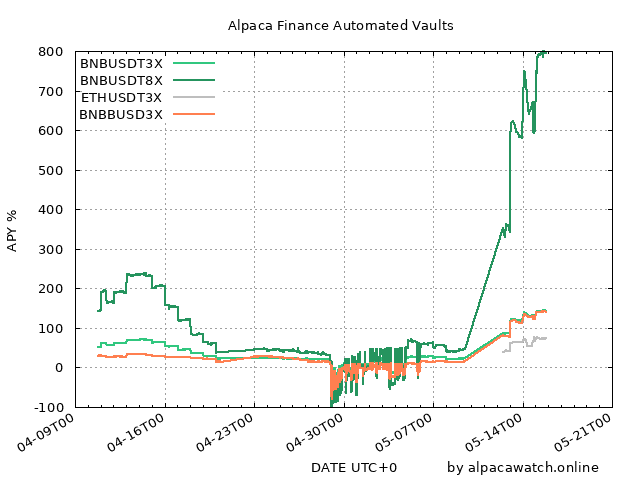 Alpaca Finance Automated Vaults
800
700
600
500
400
300
200
100
0
-100
APY %
BNBUSDT3X
BNBUSDT8X
ETHUSDT3X
BNBBUSD3X
04-09T00
04-16T00
04-23T00
04-30T00
05-07T00
05-14T00
05-21T00
DATE UTC+0
by alpacawatch.online